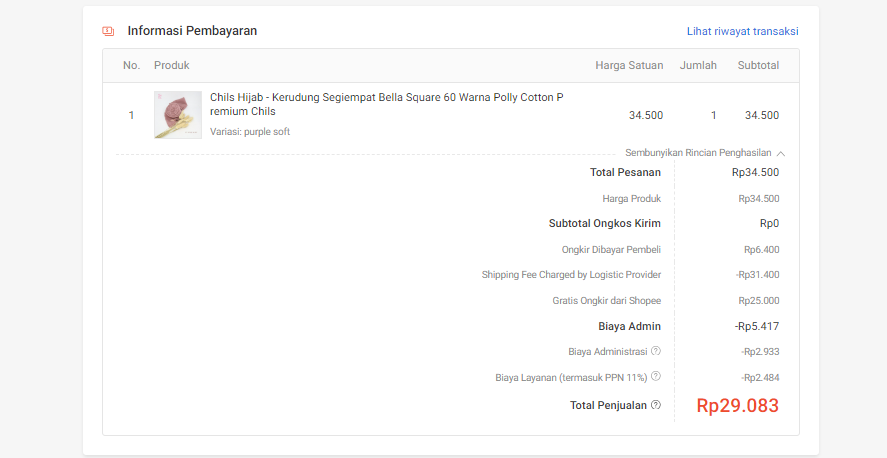 Informasi Pembayaran
Lihat riwayat transaksi
No. Produk Harga Satuan Jumlah Subtotal
1 Chils Hijab - Kerudung Segiempat Bella Square 60 Warna Polly Cotton P 34.500 1 34.500
remium Chils
Variasi: purple soft
Sembunyikan Rincian Penghasilan
Total Pesanan Rp34.500
Harga Produk Rp34.500
Subtotal Ongkos Kirim Rp0
Ongkir Dibayar Pembeli Rp6.400
Shipping Fee Charged by Logistic Provider -Rp31.400
Gratis Ongkir dari Shopee Rp25.000
Biaya Admin -Rp5.417
Biaya Administrasi ? -Rp2.933
Biaya Layanan (termasuk PPN 11%) ? -Rp2.484
Total Penjualan ? Rp29.083